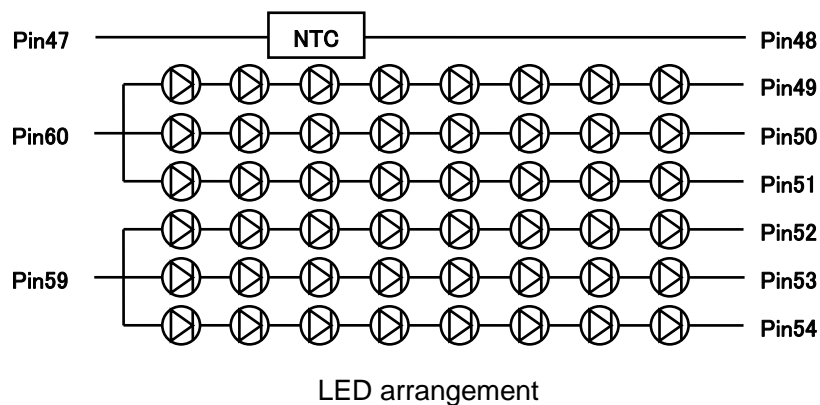 Pin47 NTC Pin48
Pin49
Pin60 Pin50
Pin51
Pin52
Pin59 Pin53
Pin54
LED arrangement